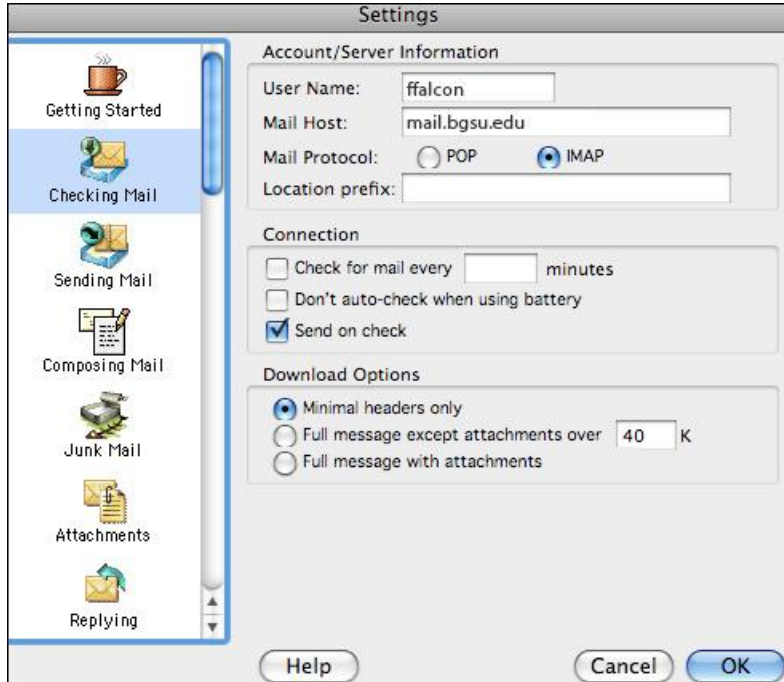 Settings
Getting Started
Checking Mail
Sending Mail
Composing Mail
Junk Mail
Attachments
Replying
Account/Server Information
User Name: ffalcon
Mail Host: mail.bgsu.edu
Mail Protocol: POP IMAP
Location prefix:
Connection
Check for mail every minutes
Don't auto-check when using battery
Send on check
Download Options
Minimal headers only
Full message except attachments over 40 K
Full message with attachments
Help Cancel OK